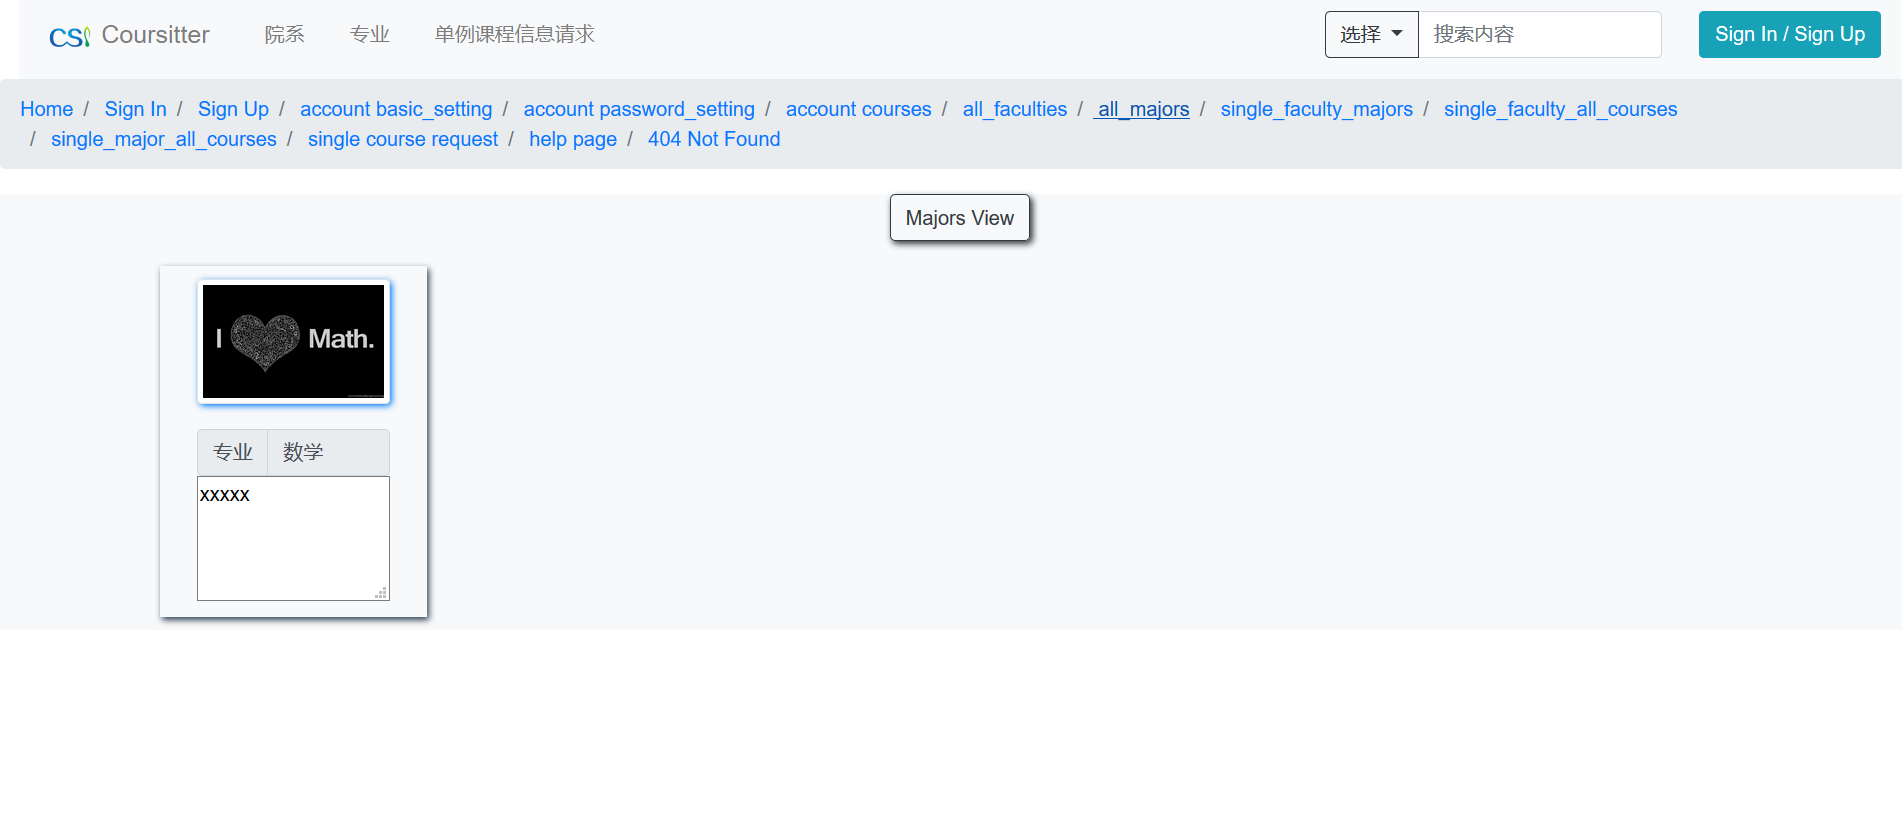 CSI Coursitter 院系 专业 单例课程信息请求 选择 搜索内容 Sign In / Sign Up
Home / Sign In / Sign Up / account basic_setting / account password_setting / account courses / all_faculties / all_majors / single_faculty_majors / single_faculty_all_courses
/ single_major_all_courses / single course request / help page / 404 Not Found
Majors View
I Math.
专业 数学
xxxxx